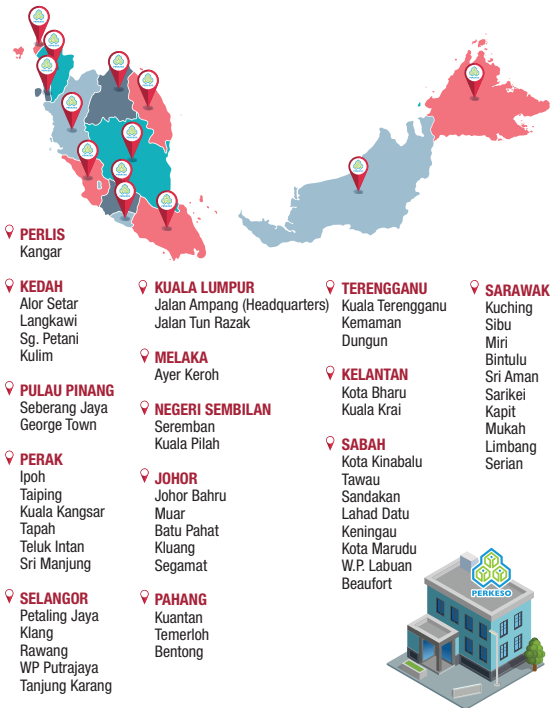 PERLIS
Kangar
KEDAH
Alor Setar
Langkawi
Sg. Petani
Kulim
PULAU PINANG
Seberang Jaya
George Town
PERAK
Ipoh
Taiping
Kuala Kangsar
Tapah
Teluk Intan
Sri Manjung
SELANGOR
Petaling Jaya
Klang
Rawang
WP Putrajaya
Tanjung Karang
KUALA LUMPUR
Jalan Ampang (Headquarters)
Jalan Tun Razak
MELAKA
Ayer Keroh
NEGERI SEMBILAN
Seremban
Kuala Pilah
JOHOR
Johor Bahru
Muar
Batu Pahat
Kluang
Segamat
PAHANG
Kuantan
Temerloh
Bentong
TERENGGANU
Kuala Terengganu
Kemaman
Dungun
KELANTAN
Kota Bharu
Kuala Krai
SABAH
Kota Kinabalu
Tawau
Sandakan
Lahad Datu
Keningau
Kota Marudu
W.P. Labuan
Beaufort
SARAWAK
Kuching
Sibu
Miri
Bintulu
Sri Aman
Sarikei
Kapit
Mukah
Limbang
Serian
PERKESO